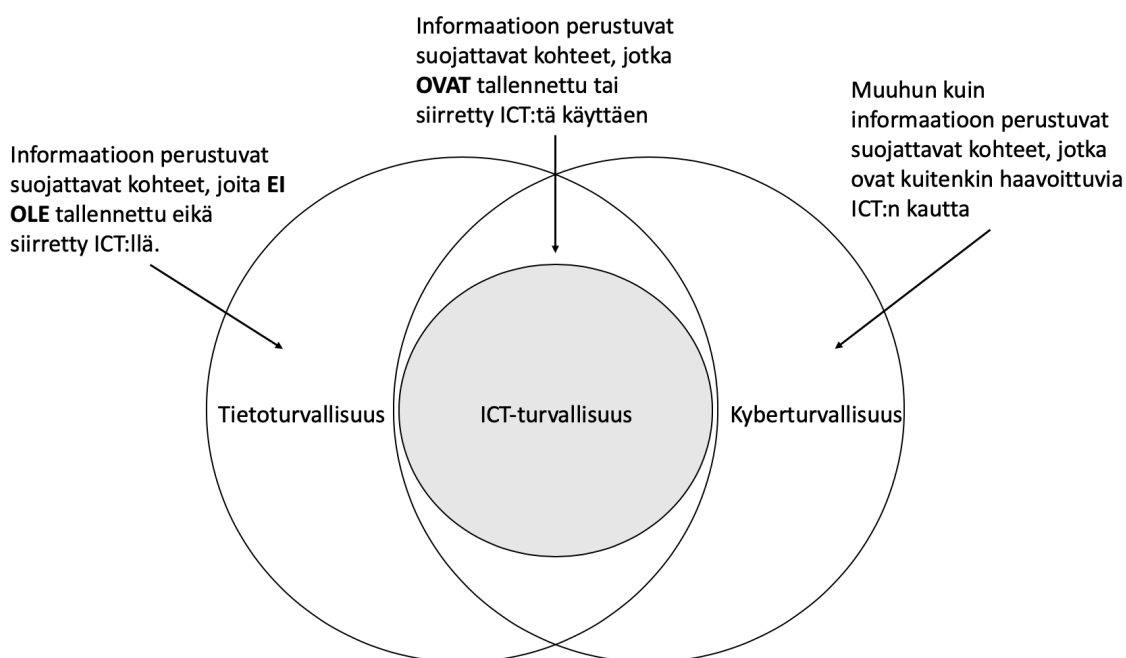 Informaatioon perustuvat
suojattavat kohteet, jotka
OVAT tallennettu tai
siirretty ICT:tä käyttäen
Muuhun kuin
informaatioon perustuvat
suojattavat kohteet, jotka
ovat kuitenkin haavoittuvia
ICT:n kautta
Informaatioon perustuvat
suojattavat kohteet, joita EI
OLE tallennettu eikä
siirretty ICT:llä.
Tietoturvallisuus
ICT-turvallisuus
Kyberturvallisuus